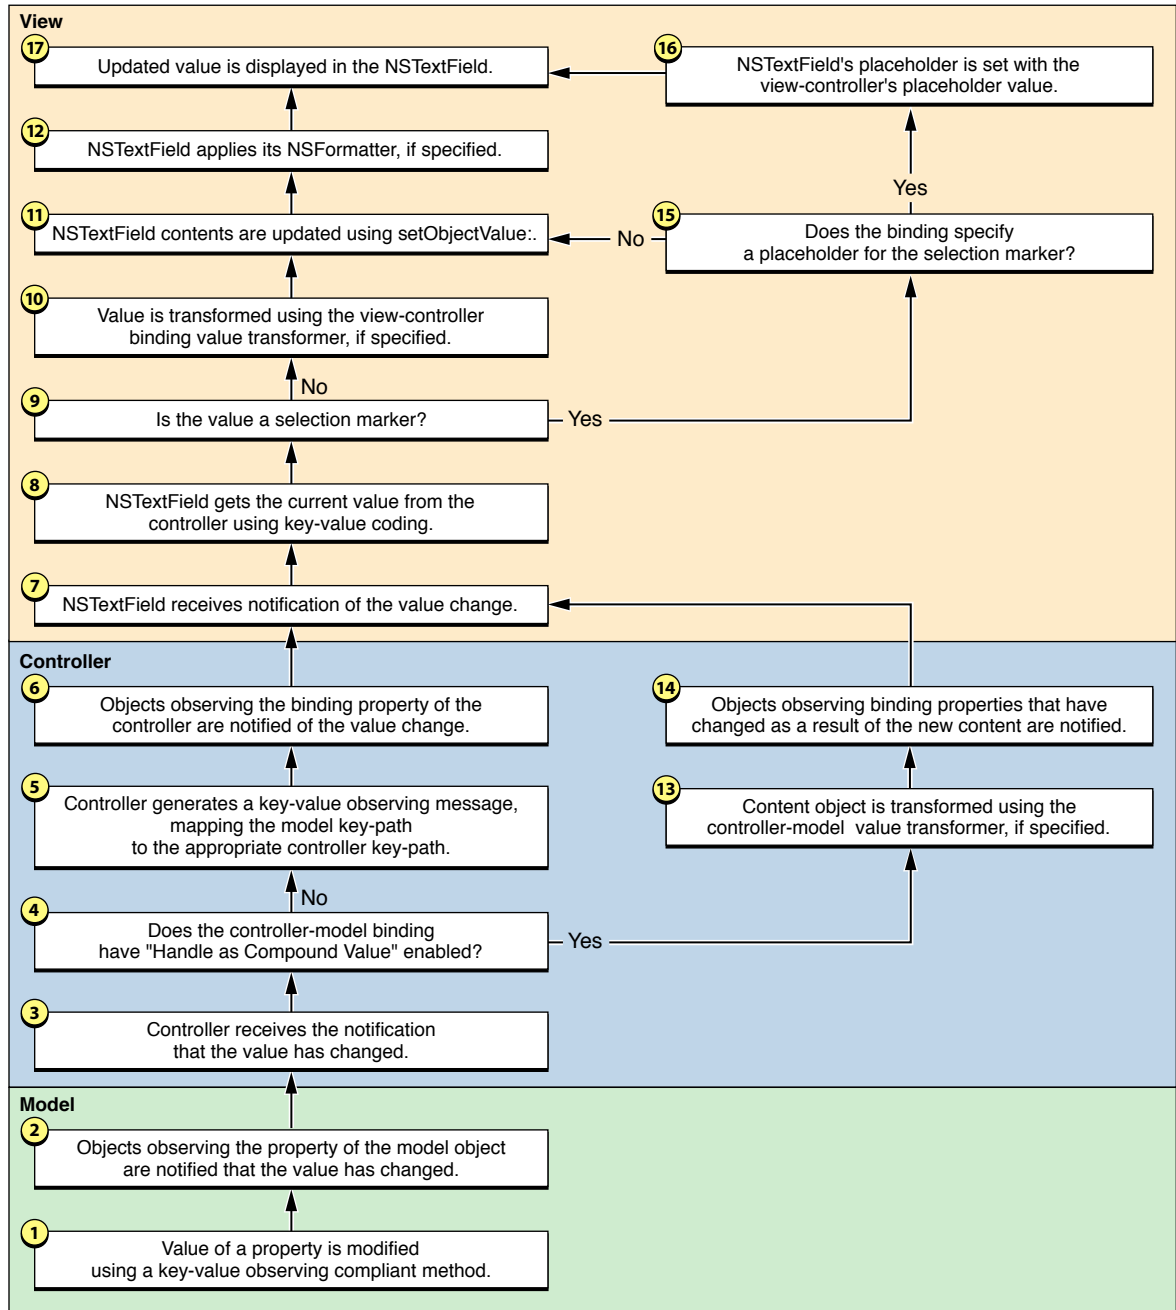 View
17
Updated value is displayed in the NSTextField.
16
NSTextField's placeholder is set with the
view-controller's placeholder value.
12
NSTextField applies its NSFormatter, if specified.
Yes
11
NSTextField contents are updated using setObjectValue:.
No
15
Does the binding specify
a placeholder for the selection marker?
10
Value is transformed using the view-controller
binding value transformer, if specified.
No
9
Is the value a selection marker?
Yes
8
NSTextField gets the current value from the
controller using key-value coding.
7
NSTextField receives notification of the value change.
Controller
6
Objects observing the binding property of the
controller are notified of the value change.
14
Objects observing binding properties that have
changed as a result of the new content are notified.
5
Controller generates a key-value observing message,
mapping the model key-path
to the appropriate controller key-path.
13
Content object is transformed using the
controller-model value transformer, if specified.
No
4
Does the controller-model binding
have "Handle as Compound Value" enabled?
Yes
3
Controller receives the notification
that the value has changed.
Model
2
Objects observing the property of the model object
are notified that the value has changed.
1
Value of a property is modified
using a key-value observing compliant method.